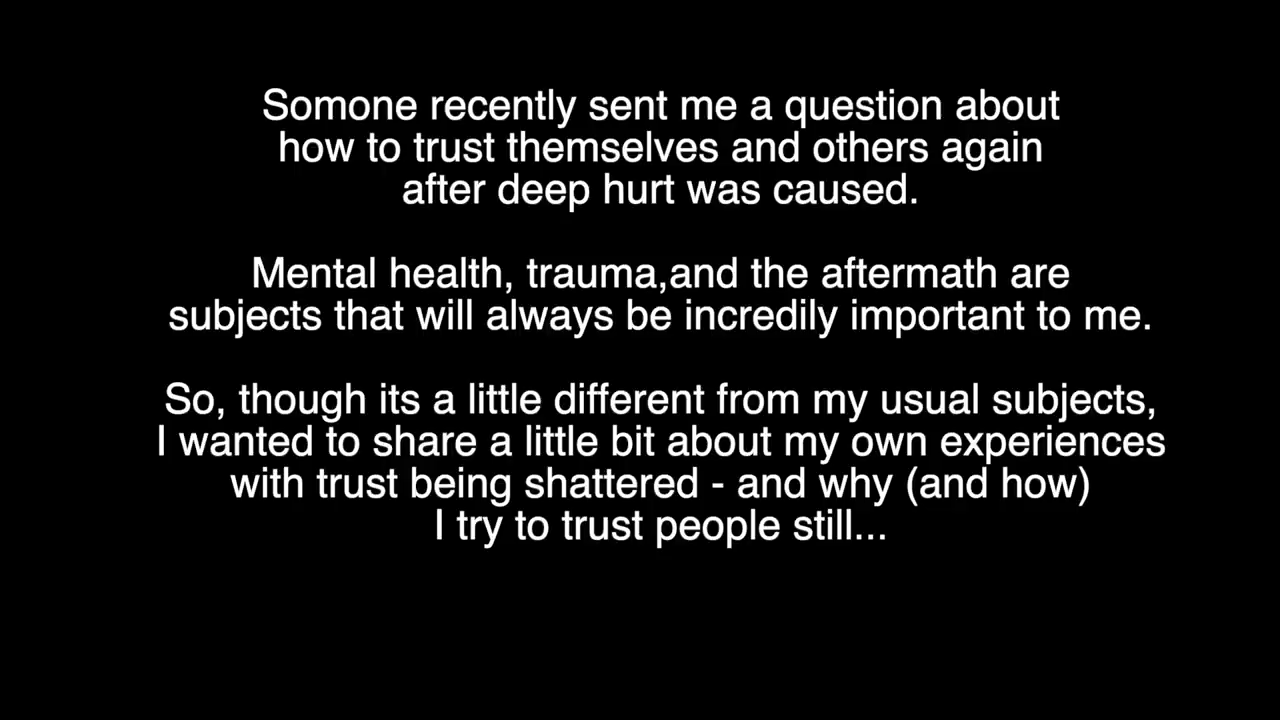 Somone recently sent me a question about
how to trust themselves and others again
after deep hurt was caused.
Mental health, trauma,and the aftermath are
subjects that will always be incredily important to me.
So, though its a little different from my usual subjects,
I wanted to share a little bit about my own experiences
with trust being shattered - and why (and how)
I try to trust people still...